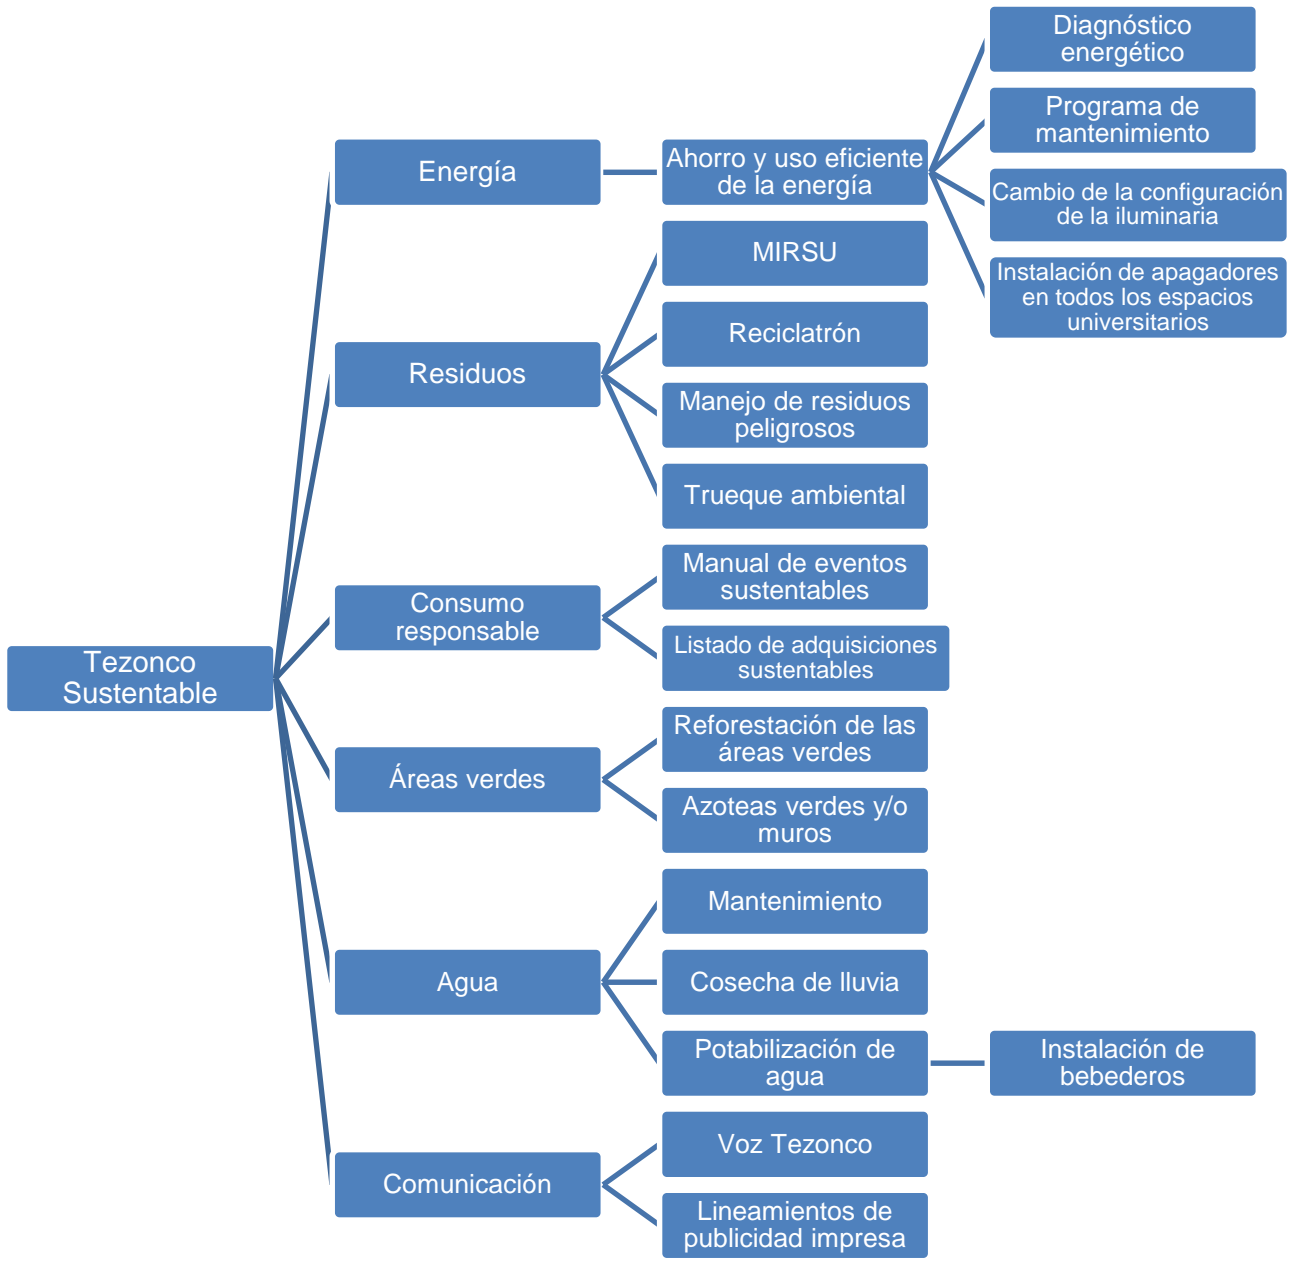 Tezonco
Sustentable
Energía
Ahorro y uso eficiente
de la energía
Diagnóstico
energético
Programa de
mantenimiento
Cambio de la configuración
de la iluminaria
Instalación de apagadores
en todos los espacios
universitarios
Residuos
MIRSU
Reciclatrón
Manejo de residuos
peligrosos
Trueque ambiental
Consumo
responsable
Manual de eventos
sustentables
Listado de adquisiciones
sustentables
Áreas verdes
Reforestación de las
áreas verdes
Azoteas verdes y/o
muros
Agua
Mantenimiento
Cosecha de lluvia
Potabilización de
agua
Instalación de
bebederos
Comunicación
Voz Tezonco
Lineamientos de
publicidad impresa